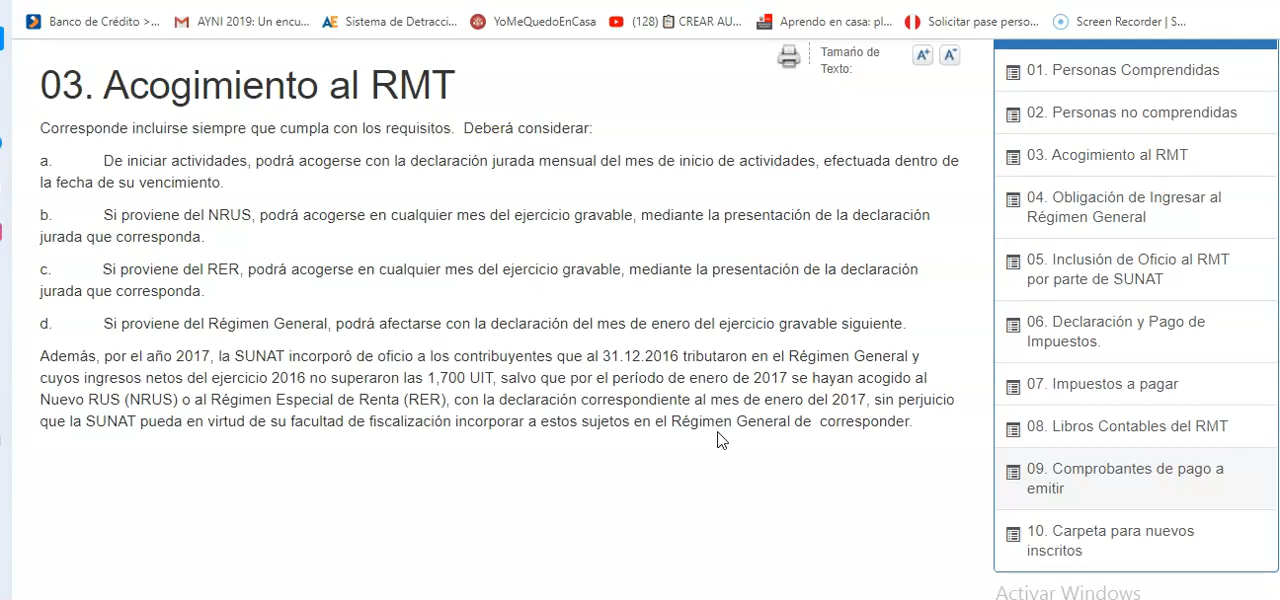 Banco de Crédito >...
AYNI 2019: Un encu...
Sistema de Detracci...
YoMeQuedoEnCasa
(128) CREAR AU...
Aprendo en casa: pl...
Solicitar pase perso...
Screen Recorder | S...
Tamaño de
Texto:
A+
A-
03. Acogimiento al RMT
Corresponde incluirse siempre que cumpla con los requisitos. Deberá considerar:
a. De iniciar actividades, podrá acogerse con la declaración jurada mensual del mes de inicio de actividades, efectuada dentro de
la fecha de su vencimiento.
b. Si proviene del NRUS, podrá acogerse en cualquier mes del ejercicio gravable, mediante la presentación de la declaración
jurada que corresponda.
c. Si proviene del RER, podrá acogerse en cualquier mes del ejercicio gravable, mediante la presentación de la declaración
jurada que corresponda.
d. Si proviene del Régimen General, podrá afectarse con la declaración del mes de enero del ejercicio gravable siguiente.
Además, por el año 2017, la SUNAT incorporó de oficio a los contribuyentes que al 31.12.2016 tributaron en el Régimen General y
cuyos ingresos netos del ejercicio 2016 no superaron las 1,700 UIT, salvo que por el período de enero de 2017 se hayan acogido al
Nuevo RUS (NRUS) o al Régimen Especial de Renta (RER), con la declaración correspondiente al mes de enero del 2017, sin perjuicio
que la SUNAT pueda en virtud de su facultad de fiscalización incorporar a estos sujetos en el Régimen General de corresponder.
01. Personas Comprendidas
02. Personas no comprendidas
03. Acogimiento al RMT
04. Obligación de Ingresar al
Régimen General
05. Inclusión de Oficio al RMT
por parte de SUNAT
06. Declaración y Pago de
Impuestos.
07. Impuestos a pagar
08. Libros Contables del RMT
09. Comprobantes de pago a
emitir
10. Carpeta para nuevos
inscritos
Activar Windows